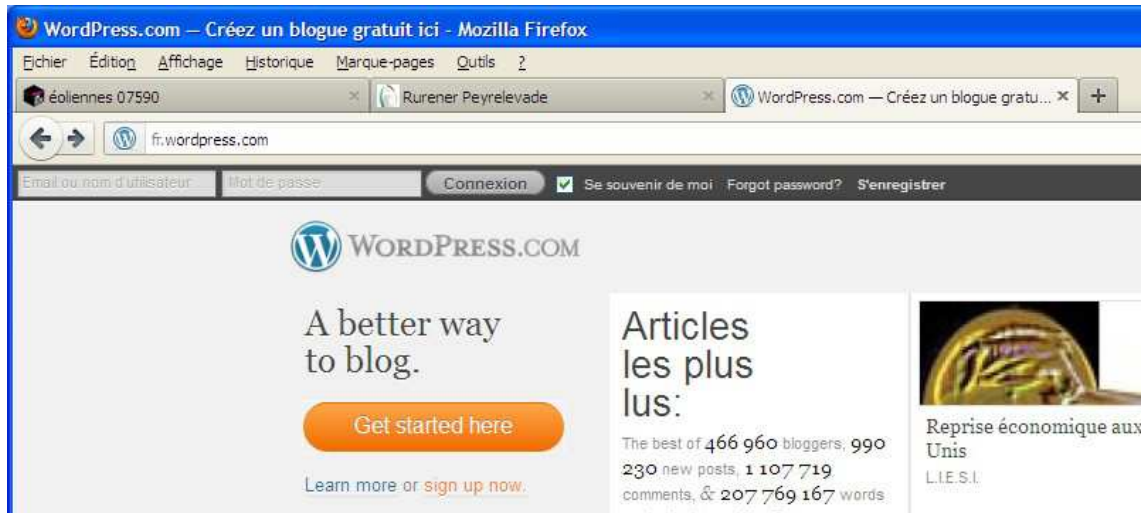 WordPress.com — Créez un blogue gratuit ici - Mozilla Firefox
Fichier Édition Affichage Historique Marque-pages Outils ?
éoliennes 07590 × Rurener Peyrelevade × WordPress.com — Créez un blogue gratu... × +
fr.wordpress.com
Email ou nom d'utilisateur Mot de passe Connexion Se souvenir de moi Forgot password? S'enregistrer
WORDPRESS.COM
A better way
to blog.
Get started here
Learn more or sign up now.
Articles
les plus
lus:
The best of 466 960 bloggers, 990
230 new posts, 1 107 719
comments, & 207 769 167 words
Reprise économique aux
Unis
L.I.E.S.I.